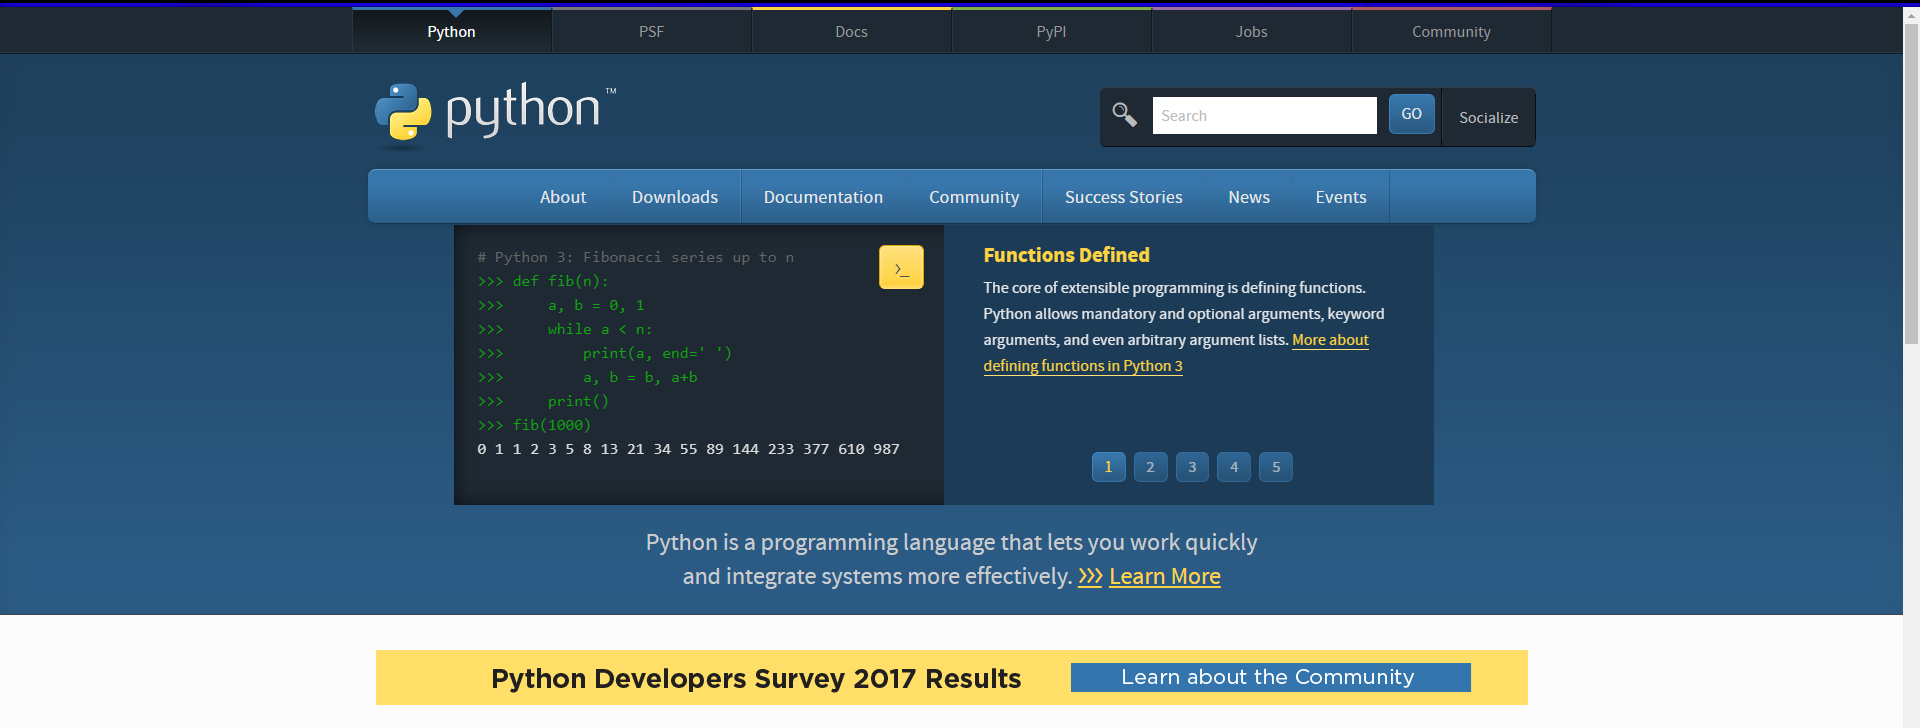 Python PSF Docs PyPI Jobs Community
python™
Search GO Socialize
About Downloads Documentation Community Success Stories News Events
# Python 3: Fibonacci series up to n
>>> def fib(n):
>>>     a, b = 0, 1
>>>     while a < n:
>>>         print(a, end=' ')
>>>         a, b = b, a+b
>>>     print()
>>> fib(1000)
0 1 1 2 3 5 8 13 21 34 55 89 144 233 377 610 987
>_
Functions Defined
The core of extensible programming is defining functions.
Python allows mandatory and optional arguments, keyword
arguments, and even arbitrary argument lists. More about
defining functions in Python 3
1 2 3 4 5
Python is a programming language that lets you work quickly
and integrate systems more effectively. >>> Learn More
Python Developers Survey 2017 Results Learn about the Community